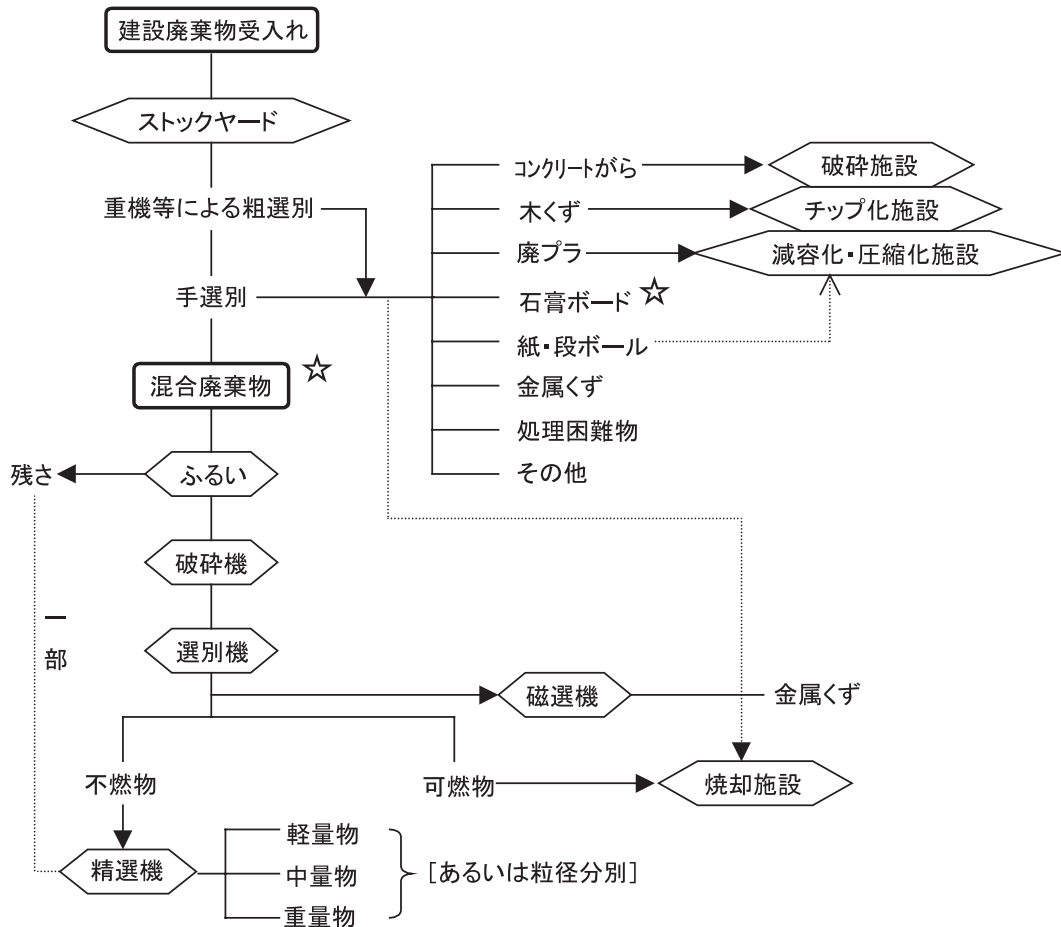 建設廃棄物受入れ
ストックヤード
重機等による粗選別
手選別
コンクリートがら
破砕施設
木くず
チップ化施設
廃プラ
減容化・圧縮化施設
石膏ボード☆
紙・段ボール
金属くず
処理困難物
その他
混合廃棄物
☆
残さ
ふるい
破砕機
一部
選別機
磁選機
金属くず
不燃物
可燃物
焼却施設
精選機
軽量物
中量物
重量物
[あるいは粒径分別]